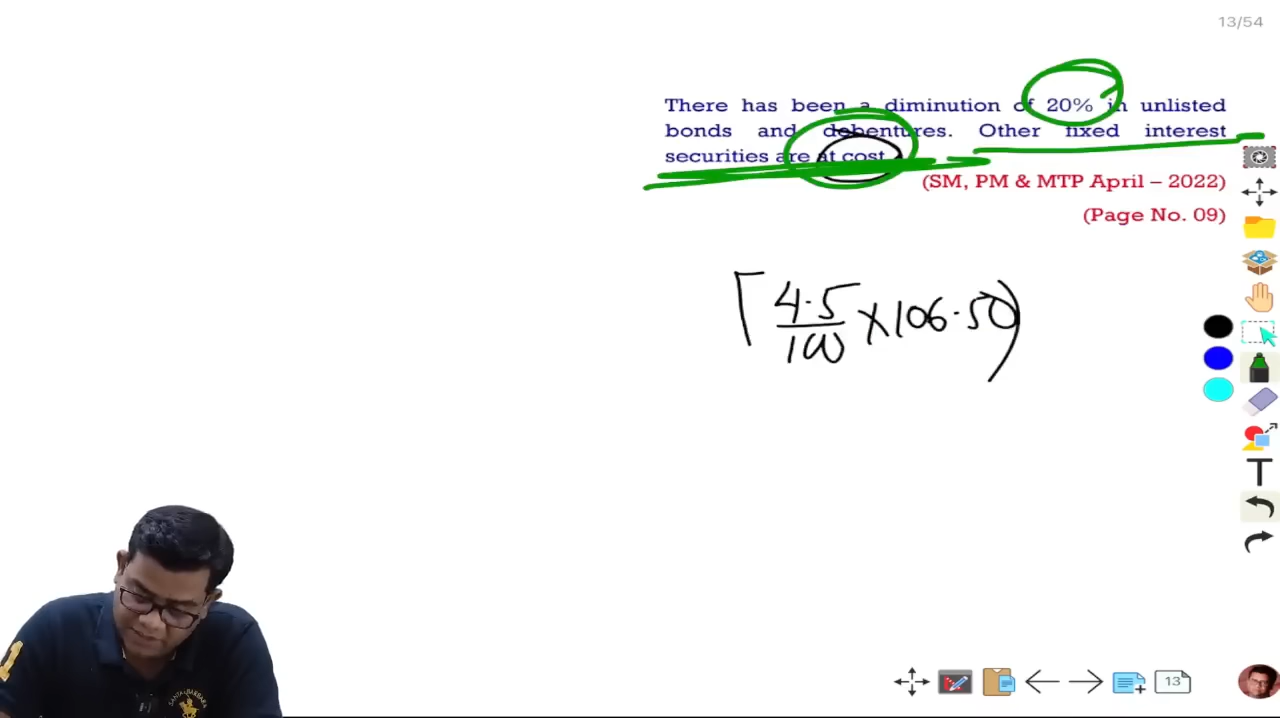 13/54
There has been a diminution of 20% in unlisted
bonds and debentures. Other fixed interest
securities are at cost.
(SM, PM & MTP April – 2022)
(Page No. 09)
4.5/100 × 106.50)
T
13